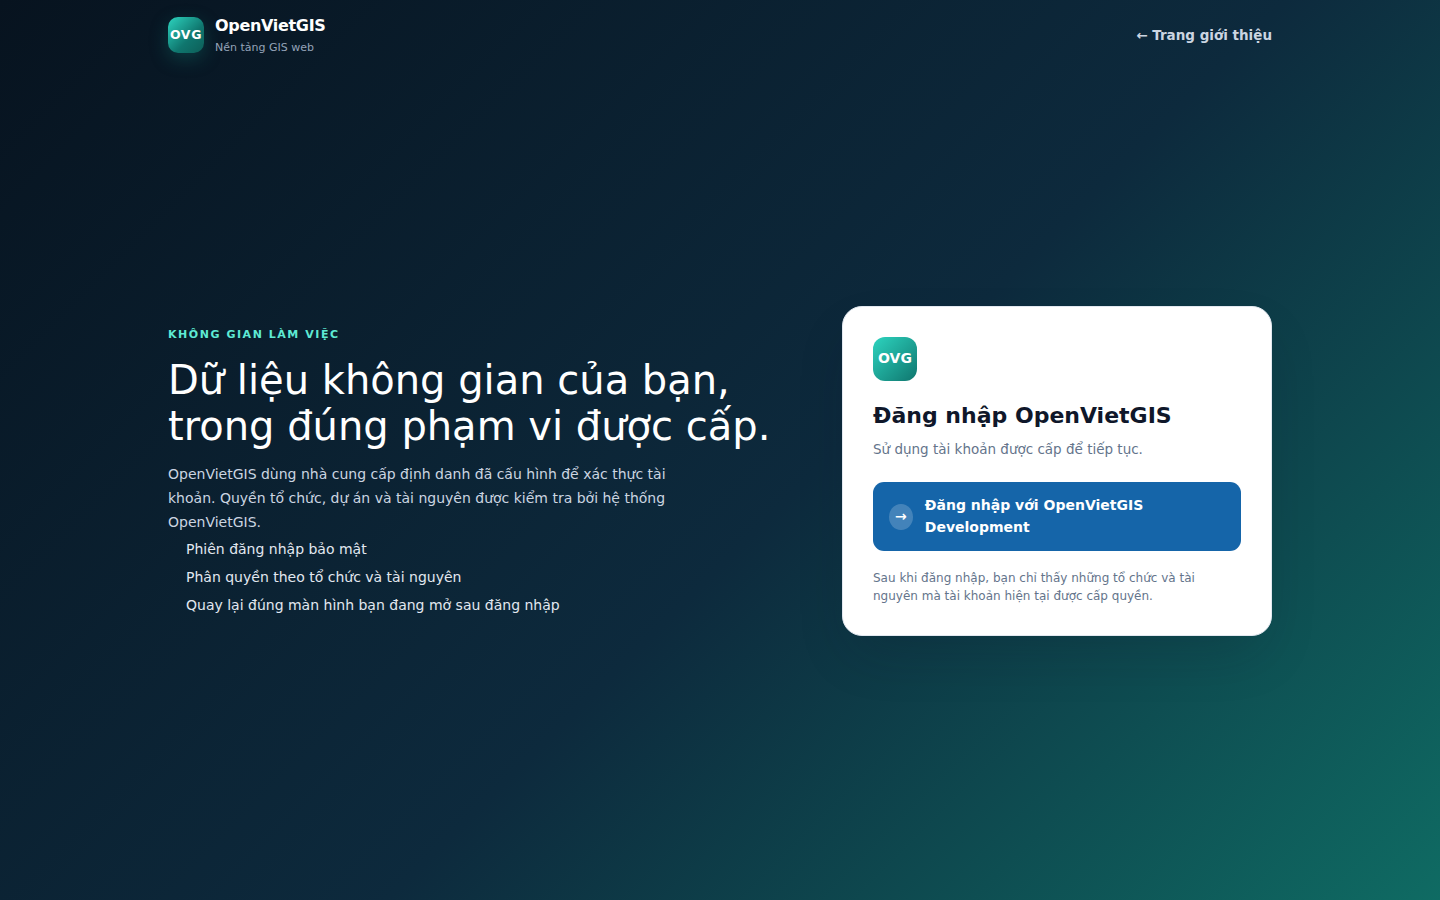 OVG
OpenVietGIS
Nền tảng GIS web
← Trang giới thiệu
KHÔNG GIAN LÀM VIỆC
Dữ liệu không gian của bạn,
trong đúng phạm vi được cấp.
OpenVietGIS dùng nhà cung cấp định danh đã cấu hình để xác thực tài
khoản. Quyền tổ chức, dự án và tài nguyên được kiểm tra bởi hệ thống
OpenVietGIS.
Phiên đăng nhập bảo mật
Phân quyền theo tổ chức và tài nguyên
Quay lại đúng màn hình bạn đang mở sau đăng nhập
OVG
Đăng nhập OpenVietGIS
Sử dụng tài khoản được cấp để tiếp tục.
→ Đăng nhập với OpenVietGIS
Development
Sau khi đăng nhập, bạn chỉ thấy những tổ chức và tài
nguyên mà tài khoản hiện tại được cấp quyền.